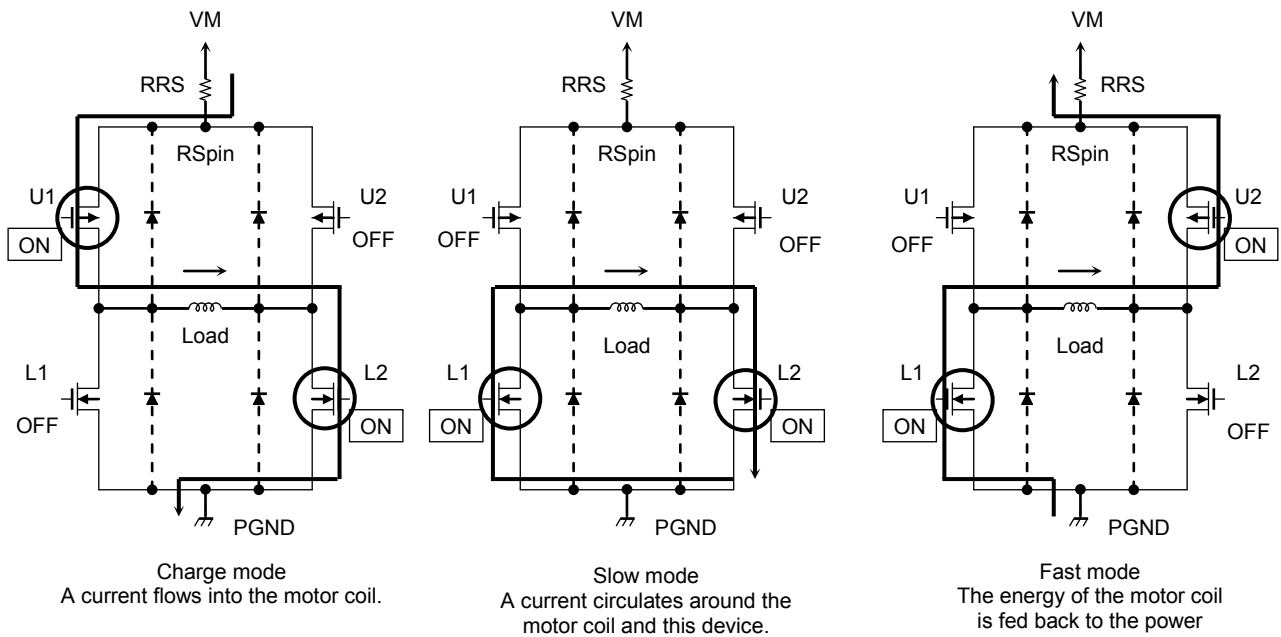 VM
RRS
RSpin
U1
U2
ON
OFF
Load
L1
L2
OFF
ON
PGND
Charge mode
A current flows into the motor coil.
VM
RRS
RSpin
U1
U2
OFF
OFF
Load
L1
L2
ON
ON
PGND
Slow mode
A current circulates around the
motor coil and this device.
VM
RRS
RSpin
U1
U2
OFF
ON
Load
L1
L2
ON
OFF
PGND
Fast mode
The energy of the motor coil
is fed back to the power